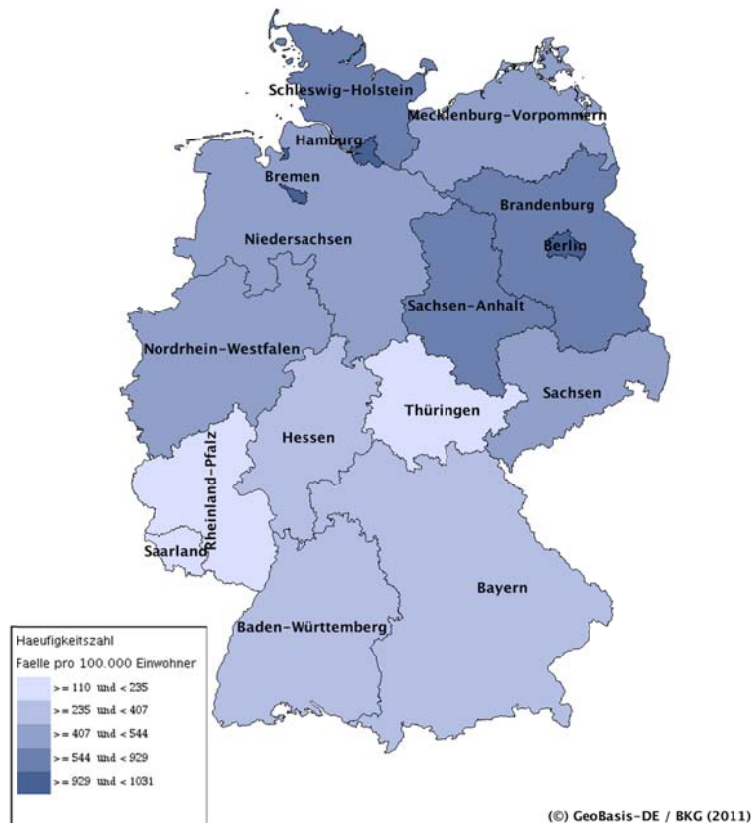 Schleswig-Holstein
Mecklenburg-Vorpommern
Hamburg
Bremen
Brandenburg
Niedersachsen
Berlin
Sachsen-Anhalt
Nordrhein-Westfalen
Sachsen
Thüringen
Hessen
Rheinland-Pfalz
Saarland
Bayern
Baden-Württemberg
Haeufigkeitszahl
Faelle pro 100.000 Einwohner
>= 110 und < 235
>= 235 und < 407
>= 407 und < 544
>= 544 und < 929
>= 929 und < 1031
(©) GeoBasis-DE / BKG (2011)